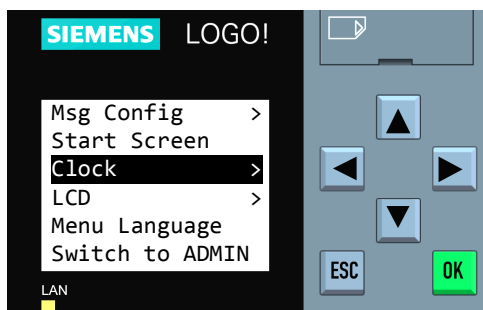 SIEMENS LOGO!
Msg Config >
Start Screen
Clock >
LCD >
Menu Language
Switch to ADMIN
ESC
OK
LAN